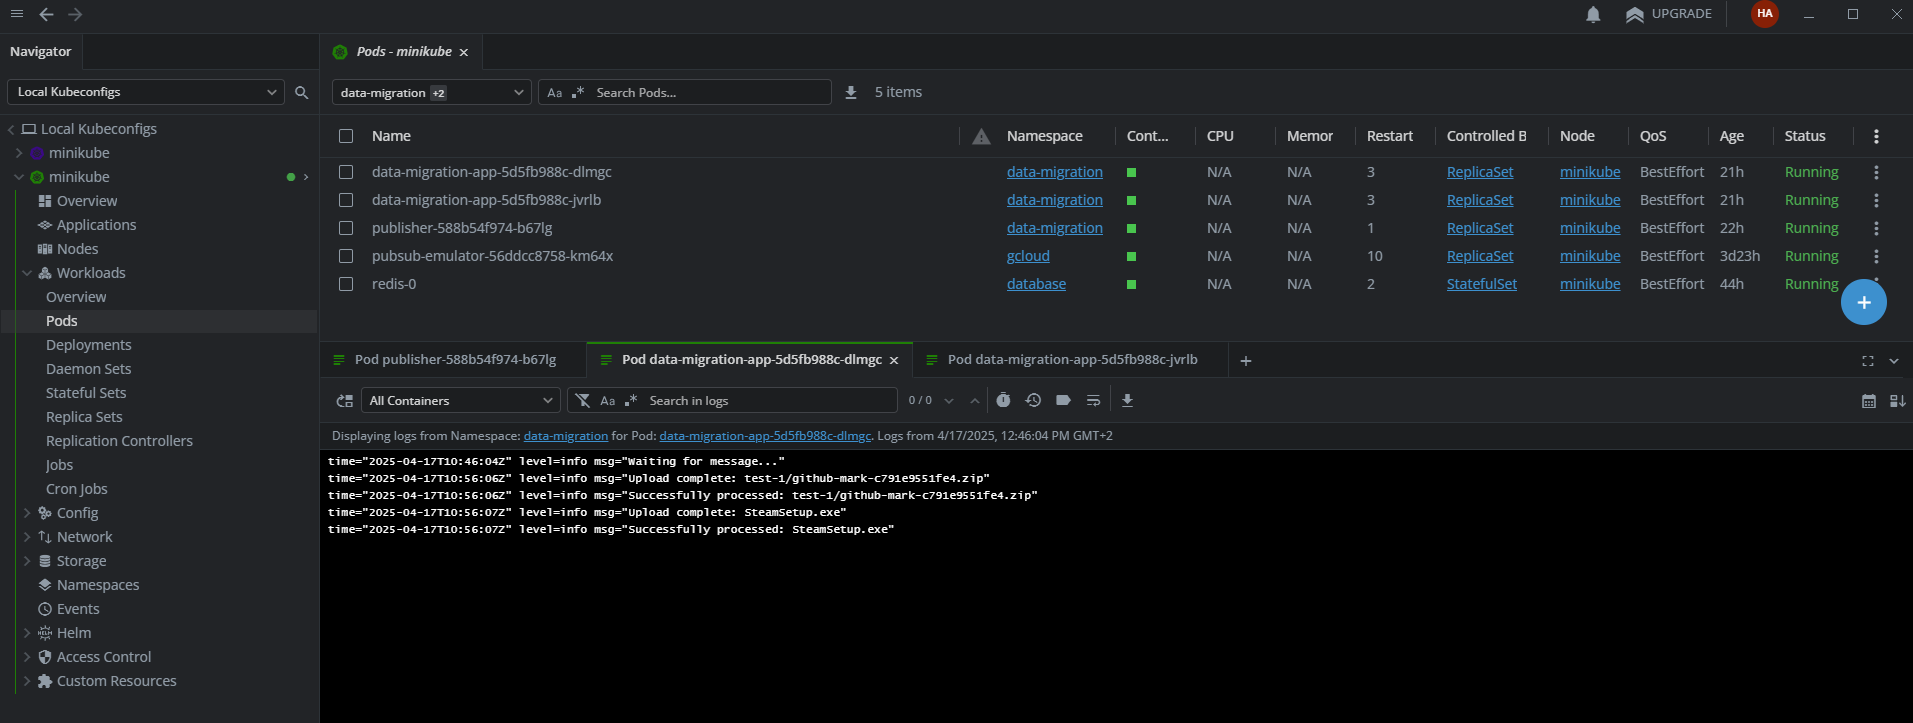 UPGRADE
HA
Navigator
Pods - minikube
Local Kubeconfigs
data-migration +2
Aa .* Search Pods...
5 items
Local Kubeconfigs
minikube
minikube
Overview
Applications
Nodes
Workloads
Overview
Pods
Deployments
Daemon Sets
Stateful Sets
Replica Sets
Replication Controllers
Jobs
Cron Jobs
Config
Network
Storage
Namespaces
Events
Helm
Access Control
Custom Resources
Name Namespace Cont... CPU Memor Restart Controlled B Node QoS Age Status
data-migration-app-5d5fb988c-dlmgc data-migration N/A N/A 3 ReplicaSet minikube BestEffort 21h Running
data-migration-app-5d5fb988c-jvrlb data-migration N/A N/A 3 ReplicaSet minikube BestEffort 21h Running
publisher-588b54f974-b67lg data-migration N/A N/A 1 ReplicaSet minikube BestEffort 22h Running
pubsub-emulator-56ddcc8758-km64x gcloud N/A N/A 10 ReplicaSet minikube BestEffort 3d23h Running
redis-0 database N/A N/A 2 StatefulSet minikube BestEffort 44h Running
Pod publisher-588b54f974-b67lg Pod data-migration-app-5d5fb988c-dlmgc Pod data-migration-app-5d5fb988c-jvrlb
All Containers Aa .* Search in logs 0 / 0
Displaying logs from Namespace: data-migration for Pod: data-migration-app-5d5fb988c-dlmgc. Logs from 4/17/2025, 12:46:04 PM GMT+2
time="2025-04-17T10:46:04Z" level=info msg="Waiting for message..."
time="2025-04-17T10:56:06Z" level=info msg="Upload complete: test-1/github-mark-c791e9551fe4.zip"
time="2025-04-17T10:56:06Z" level=info msg="Successfully processed: test-1/github-mark-c791e9551fe4.zip"
time="2025-04-17T10:56:07Z" level=info msg="Upload complete: SteamSetup.exe"
time="2025-04-17T10:56:07Z" level=info msg="Successfully processed: SteamSetup.exe"